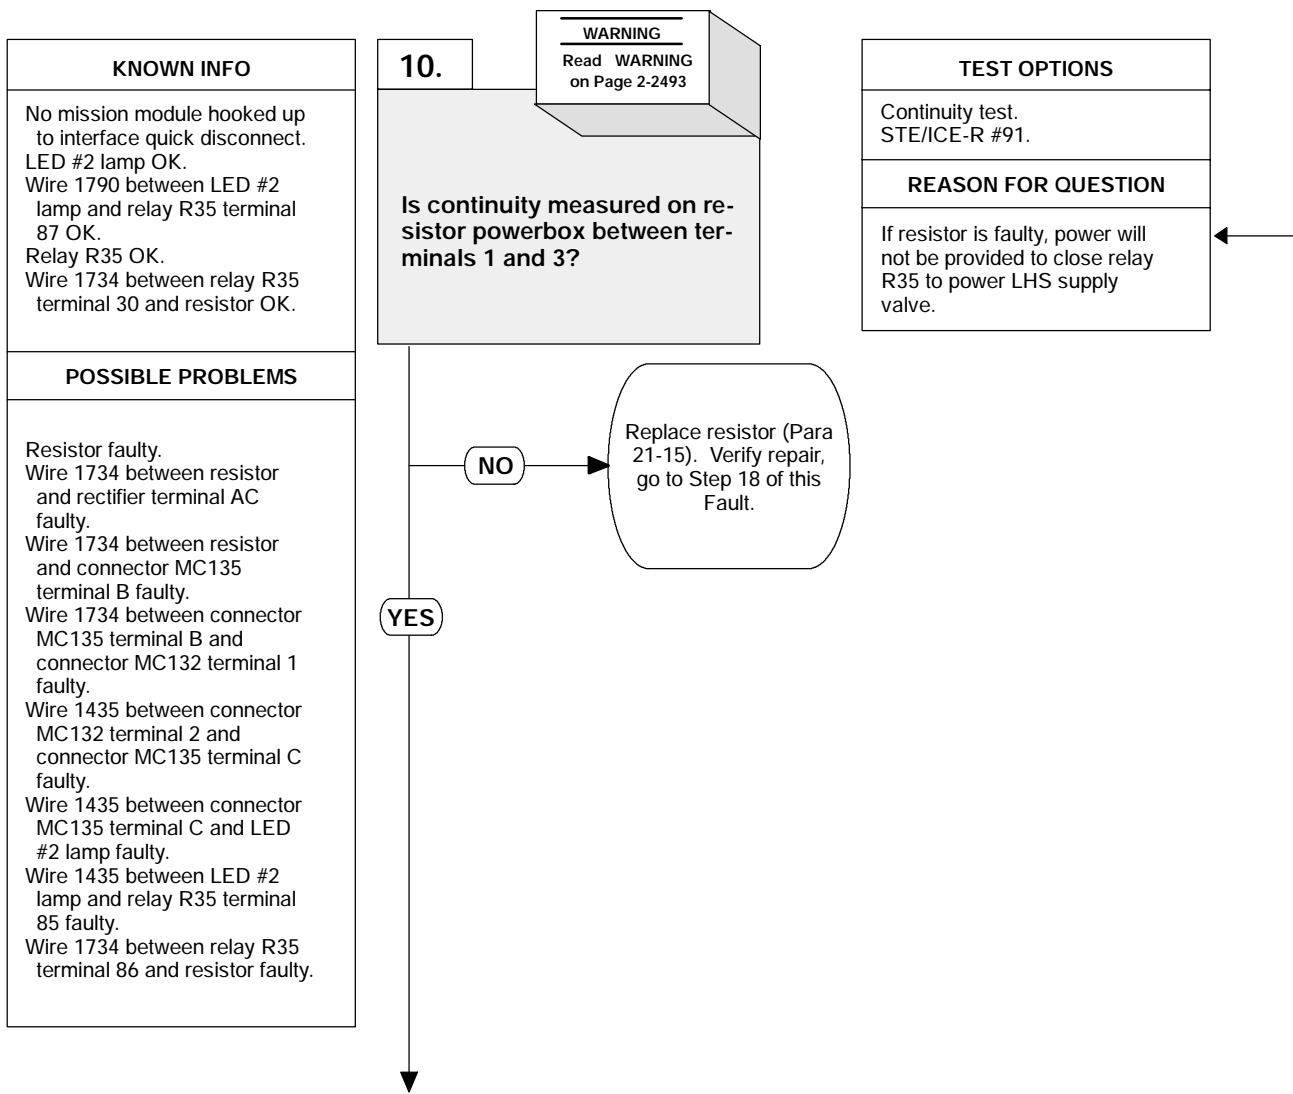 KNOWN INFO
No mission module hooked up
to interface quick disconnect.
LED #2 lamp OK.
Wire 1790 between LED #2
lamp and relay R35 terminal
87 OK.
Relay R35 OK.
Wire 1734 between relay R35
terminal 30 and resistor OK.
POSSIBLE PROBLEMS
Resistor faulty.
Wire 1734 between resistor
and rectifier terminal AC
faulty.
Wire 1734 between resistor
and connector MC135
terminal B faulty.
Wire 1734 between connector
MC135 terminal B and
connector MC132 terminal 1
faulty.
Wire 1435 between connector
MC132 terminal 2 and
connector MC135 terminal C
faulty.
Wire 1435 between connector
MC135 terminal C and LED
#2 lamp faulty.
Wire 1435 between LED #2
lamp and relay R35 terminal
85 faulty.
Wire 1734 between relay R35
terminal 86 and resistor faulty.
10.
WARNING
Read WARNING
on Page 2-2493
Is continuity measured on re-
sistor powerbox between ter-
minals 1 and 3?
NO
Replace resistor (Para
21-15). Verify repair,
go to Step 18 of this
Fault.
YES
TEST OPTIONS
Continuity test.
STE/ICE-R #91.
REASON FOR QUESTION
If resistor is faulty, power will
not be provided to close relay
R35 to power LHS supply
valve.